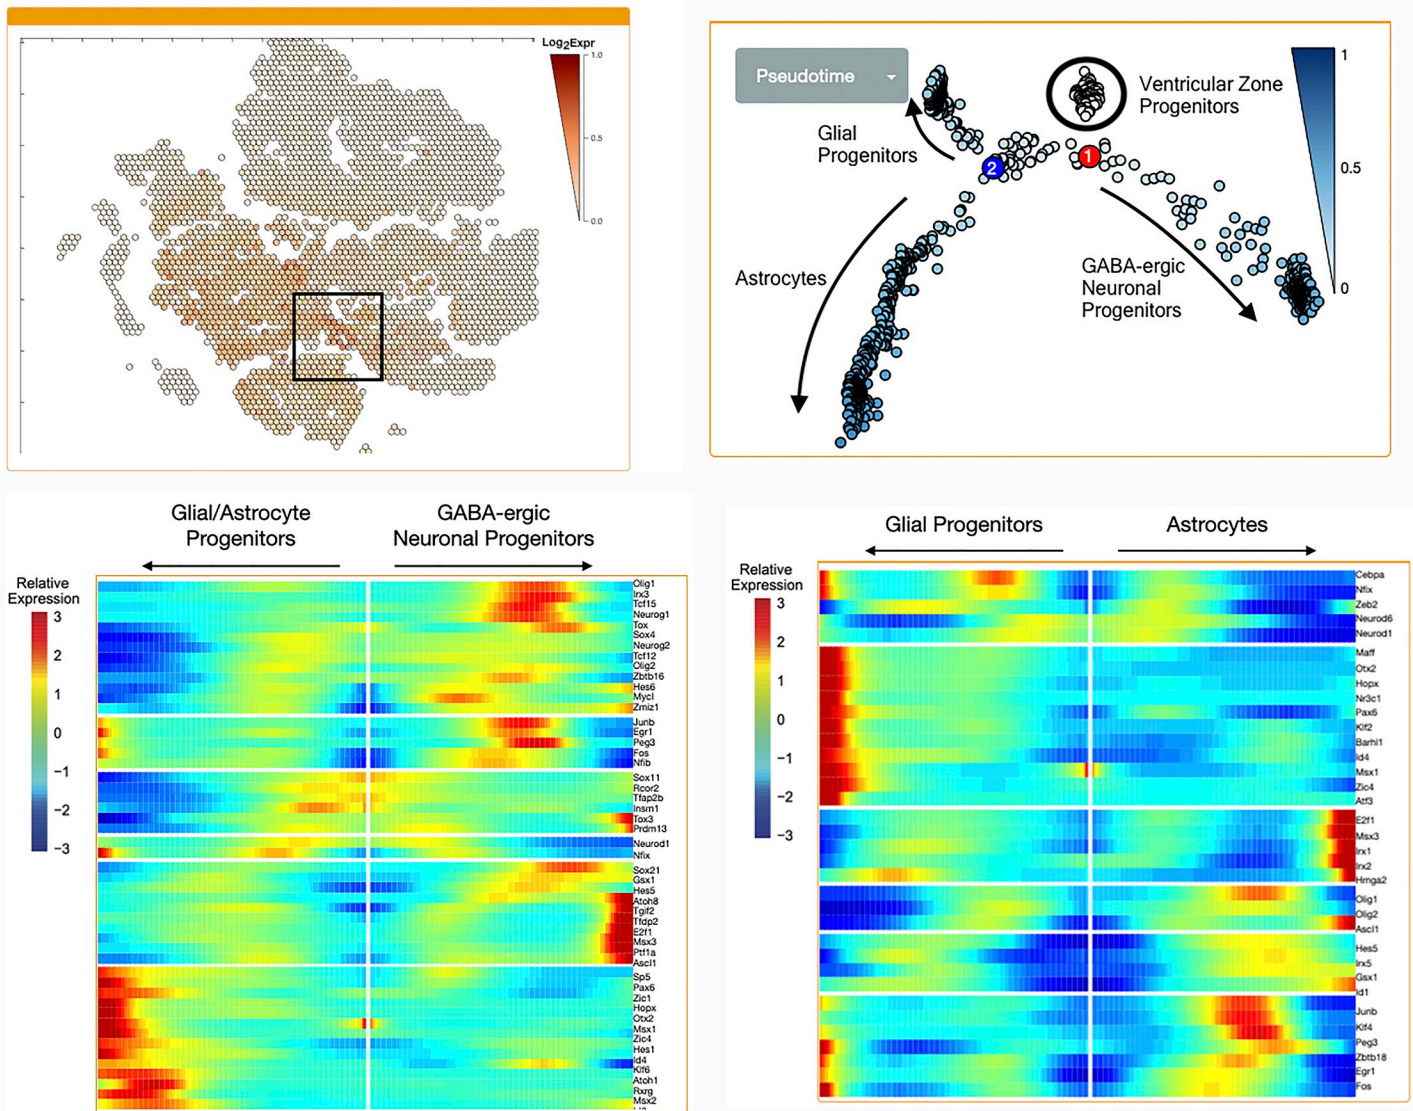 Log2Expr
1.0
0.5
0.0
Pseudotime
Glial
Progenitors
Ventricular Zone
Progenitors
1
2
Astrocytes
GABA-ergic
Neuronal
Progenitors
1
0.5
0
Glial/Astrocyte
Progenitors
GABA-ergic
Neuronal Progenitors
Relative
Expression
3
2
1
0
−1
−2
−3
Olig1
Irx3
Tcf15
Neurog1
Tox
Sox4
Neurog2
Tcf12
Olig2
Zbtb16
Hes6
Mycl
Zmiz1
Junb
Egr1
Peg3
Fos
Nfib
Sox11
Rcor2
Tfap2b
Insm1
Tox3
Prdm13
Neurod1
Nfix
Sox21
Gsx1
Hes5
Atoh8
Tgif2
Tfdp2
E2f1
Msx3
Ptf1a
Ascl1
Sp5
Pax6
Zic1
Hopx
Otx2
Msx1
Zic4
Hes1
Id4
Klf6
Atoh1
Rxrg
Msx2
Glial Progenitors
Astrocytes
Relative
Expression
3
2
1
0
−1
−2
−3
Cebpa
Nfix
Zeb2
Neurod6
Neurod1
Maff
Otx2
Hopx
Nr3c1
Pax6
Klf2
Barhl1
Id4
Msx1
Zic4
Atf3
E2f1
Msx3
Irx1
Irx2
Hmga2
Olig1
Olig2
Ascl1
Hes5
Irx5
Gsx1
Id1
Junb
Klf4
Peg3
Zbtb18
Egr1
Fos